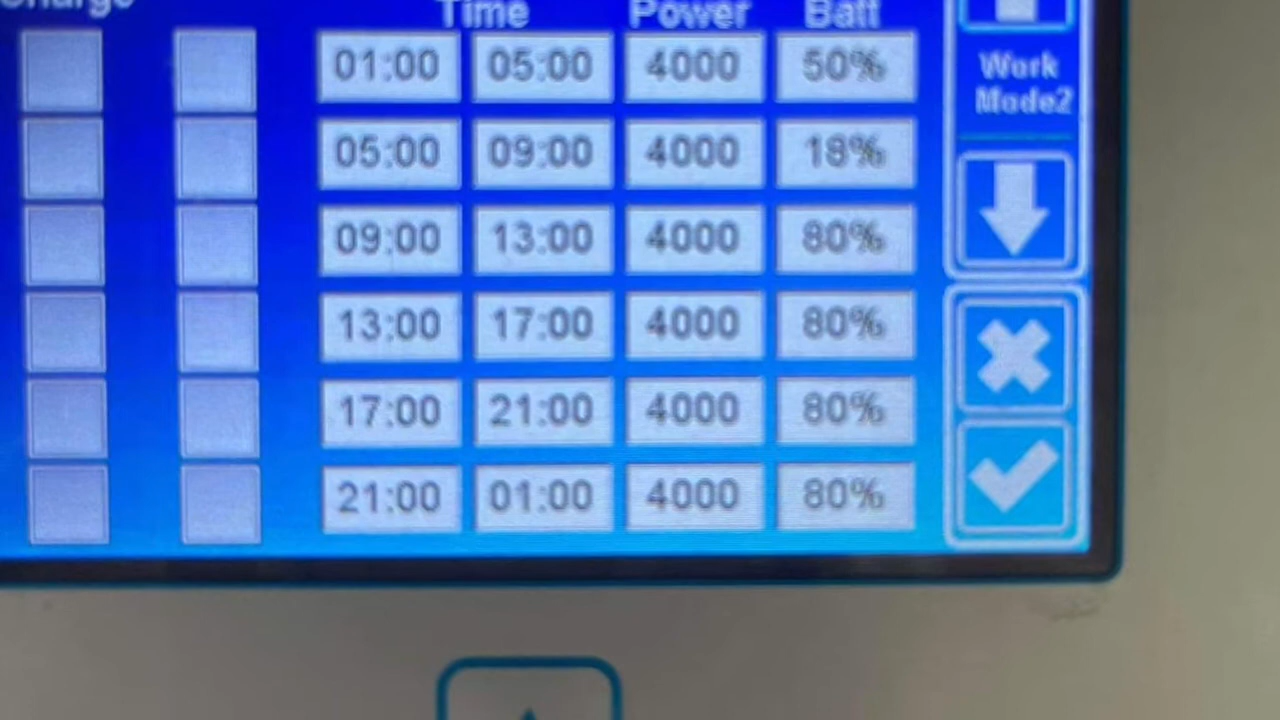 Charge Time Power Batt
01:00 05:00 4000 50%
05:00 09:00 4000 18%
09:00 13:00 4000 80%
13:00 17:00 4000 80%
17:00 21:00 4000 80%
21:00 01:00 4000 80%
Work
Mode2